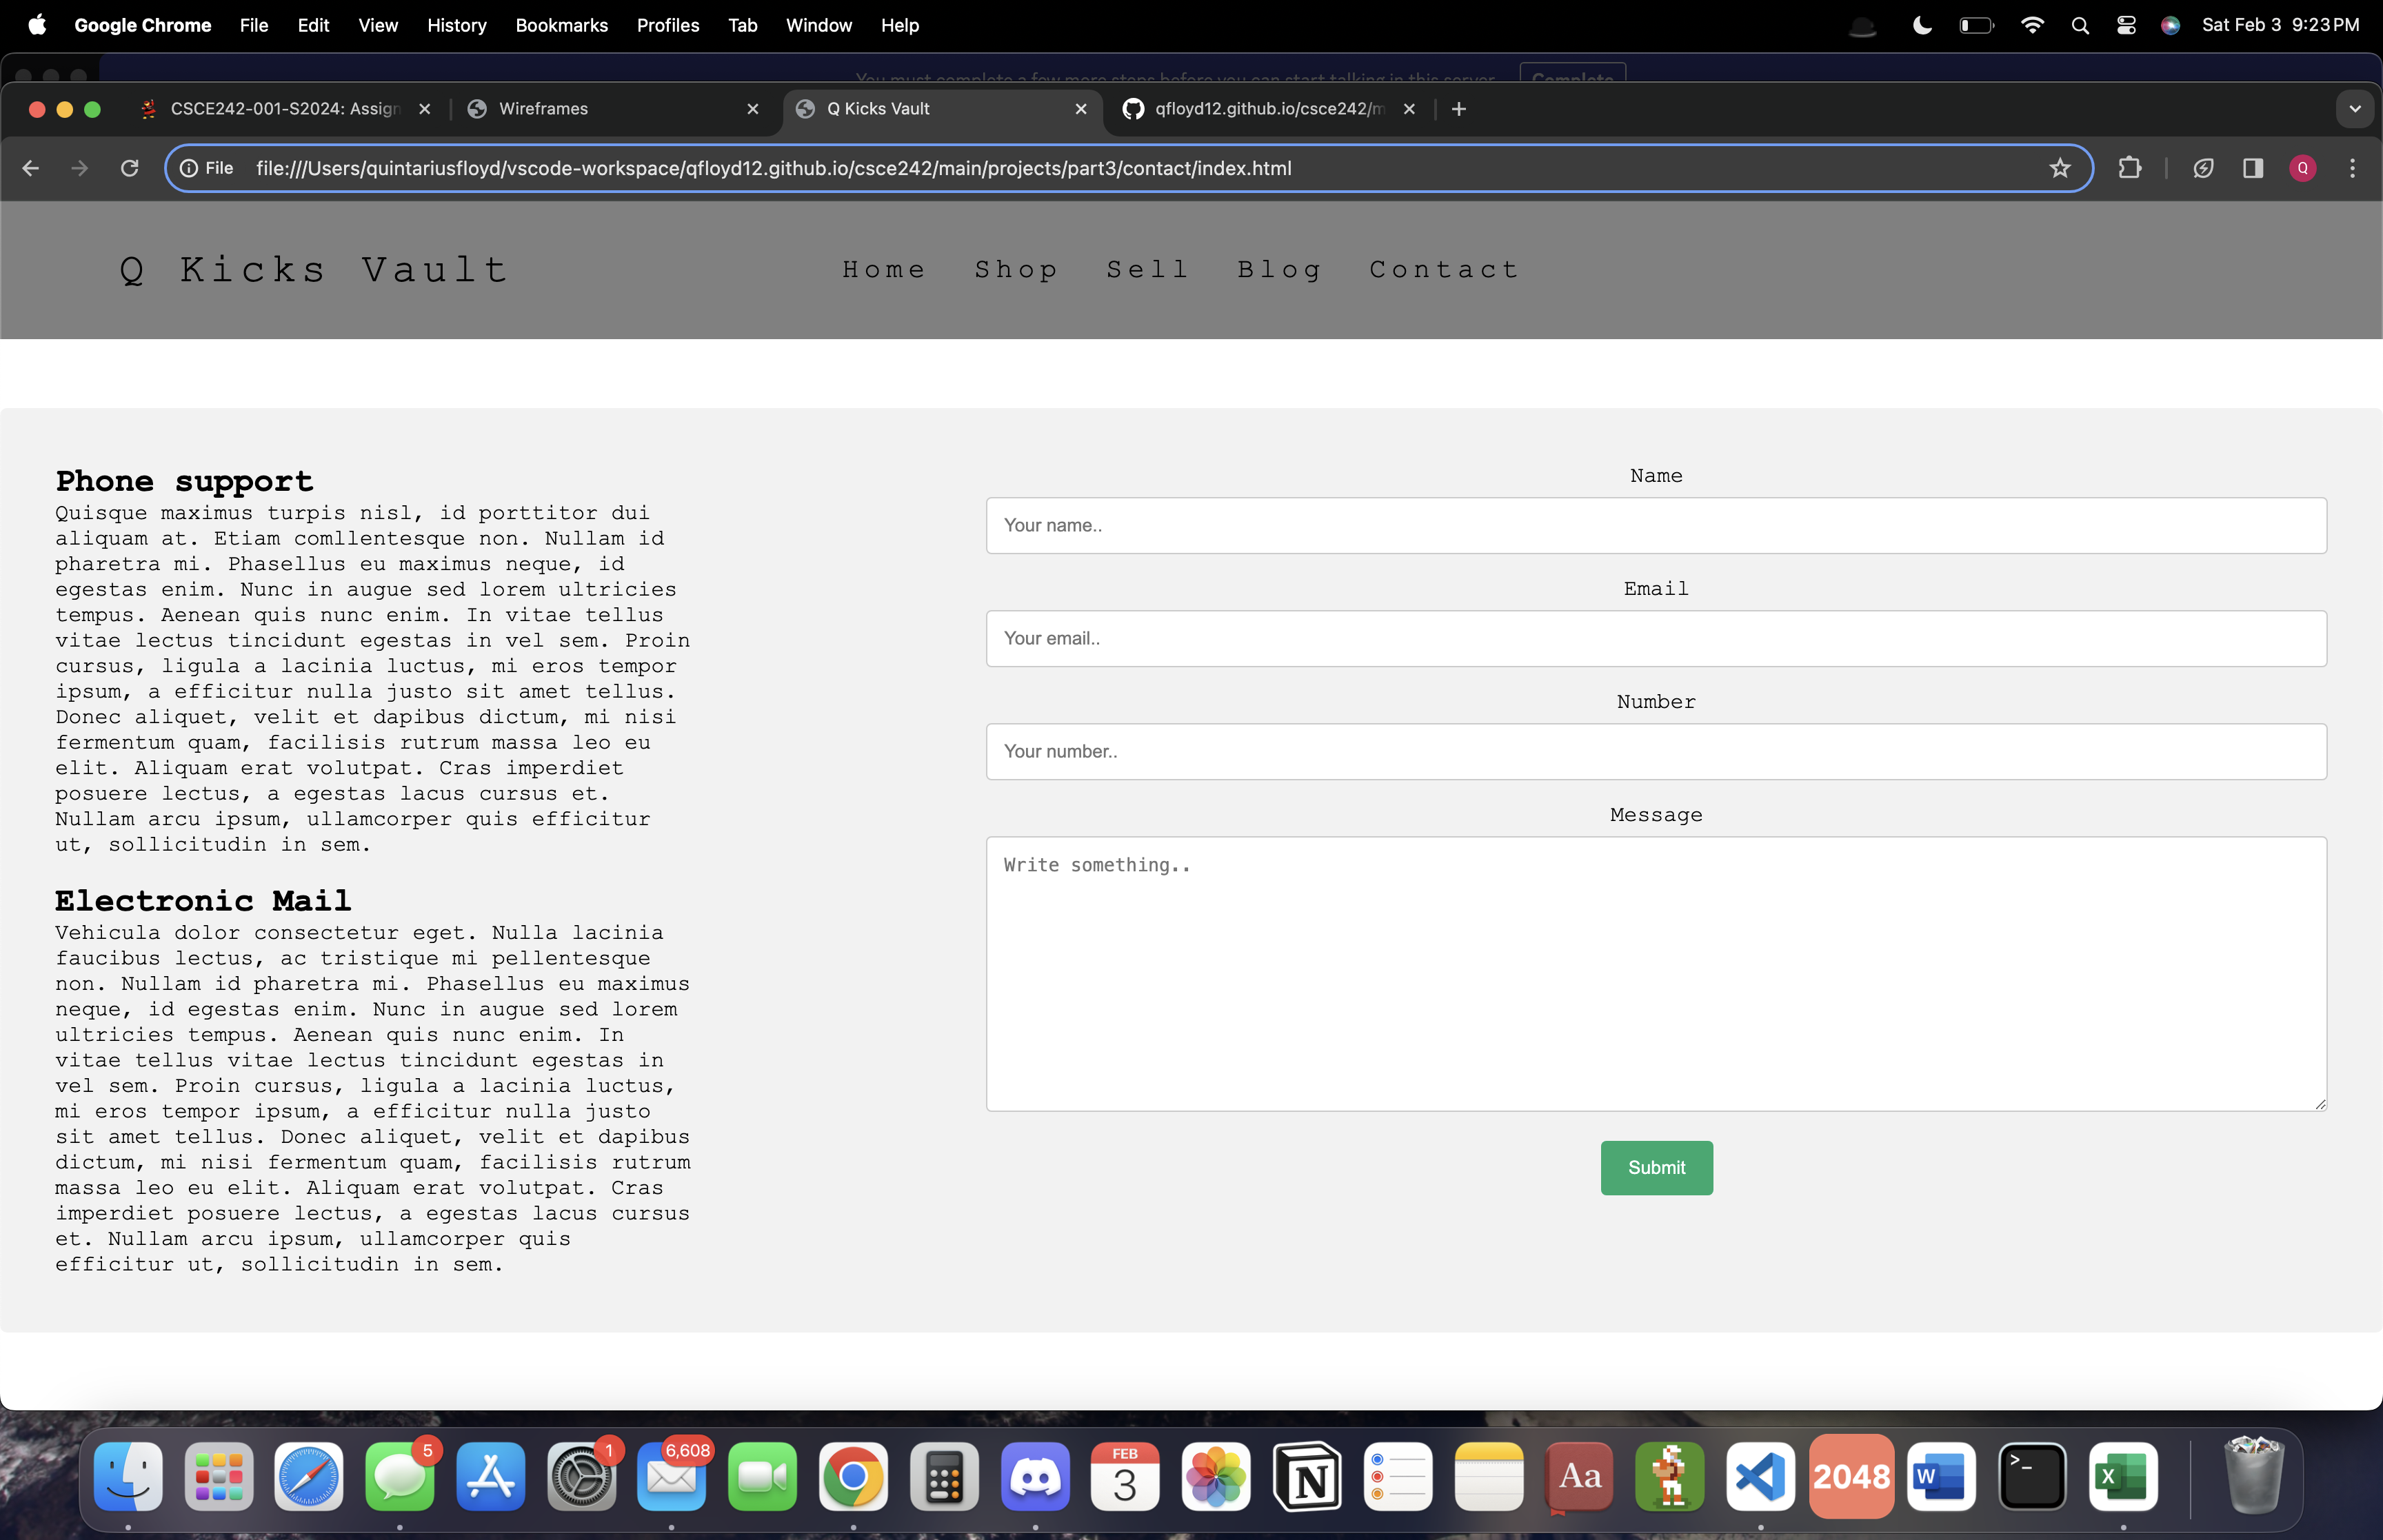 Google Chrome File Edit View History Bookmarks Profiles Tab Window Help Sat Feb 3 9:23 PM
You must complete a few more steps before you can start talking in this server Complete
CSCE242-001-S2024: Assign Wireframes Q Kicks Vault qfloyd12.github.io/csce242/m
File file:///Users/quintariusfloyd/vscode-workspace/qfloyd12.github.io/csce242/main/projects/part3/contact/index.html Q
Q Kicks Vault Home Shop Sell Blog Contact
Phone support
Quisque maximus turpis nisl, id porttitor dui
aliquam at. Etiam comllentesque non. Nullam id
pharetra mi. Phasellus eu maximus neque, id
egestas enim. Nunc in augue sed lorem ultricies
tempus. Aenean quis nunc enim. In vitae tellus
vitae lectus tincidunt egestas in vel sem. Proin
cursus, ligula a lacinia luctus, mi eros tempor
ipsum, a efficitur nulla justo sit amet tellus.
Donec aliquet, velit et dapibus dictum, mi nisi
fermentum quam, facilisis rutrum massa leo eu
elit. Aliquam erat volutpat. Cras imperdiet
posuere lectus, a egestas lacus cursus et.
Nullam arcu ipsum, ullamcorper quis efficitur
ut, sollicitudin in sem.
Electronic Mail
Vehicula dolor consectetur eget. Nulla lacinia
faucibus lectus, ac tristique mi pellentesque
non. Nullam id pharetra mi. Phasellus eu maximus
neque, id egestas enim. Nunc in augue sed lorem
ultricies tempus. Aenean quis nunc enim. In
vitae tellus vitae lectus tincidunt egestas in
vel sem. Proin cursus, ligula a lacinia luctus,
mi eros tempor ipsum, a efficitur nulla justo
sit amet tellus. Donec aliquet, velit et dapibus
dictum, mi nisi fermentum quam, facilisis rutrum
massa leo eu elit. Aliquam erat volutpat. Cras
imperdiet posuere lectus, a egestas lacus cursus
et. Nullam arcu ipsum, ullamcorper quis
efficitur ut, sollicitudin in sem.
Name
Your name..
Email
Your email..
Number
Your number..
Message
Write something..
Submit
5 1 6,608 FEB 3 N Aa 2048 W >_ X